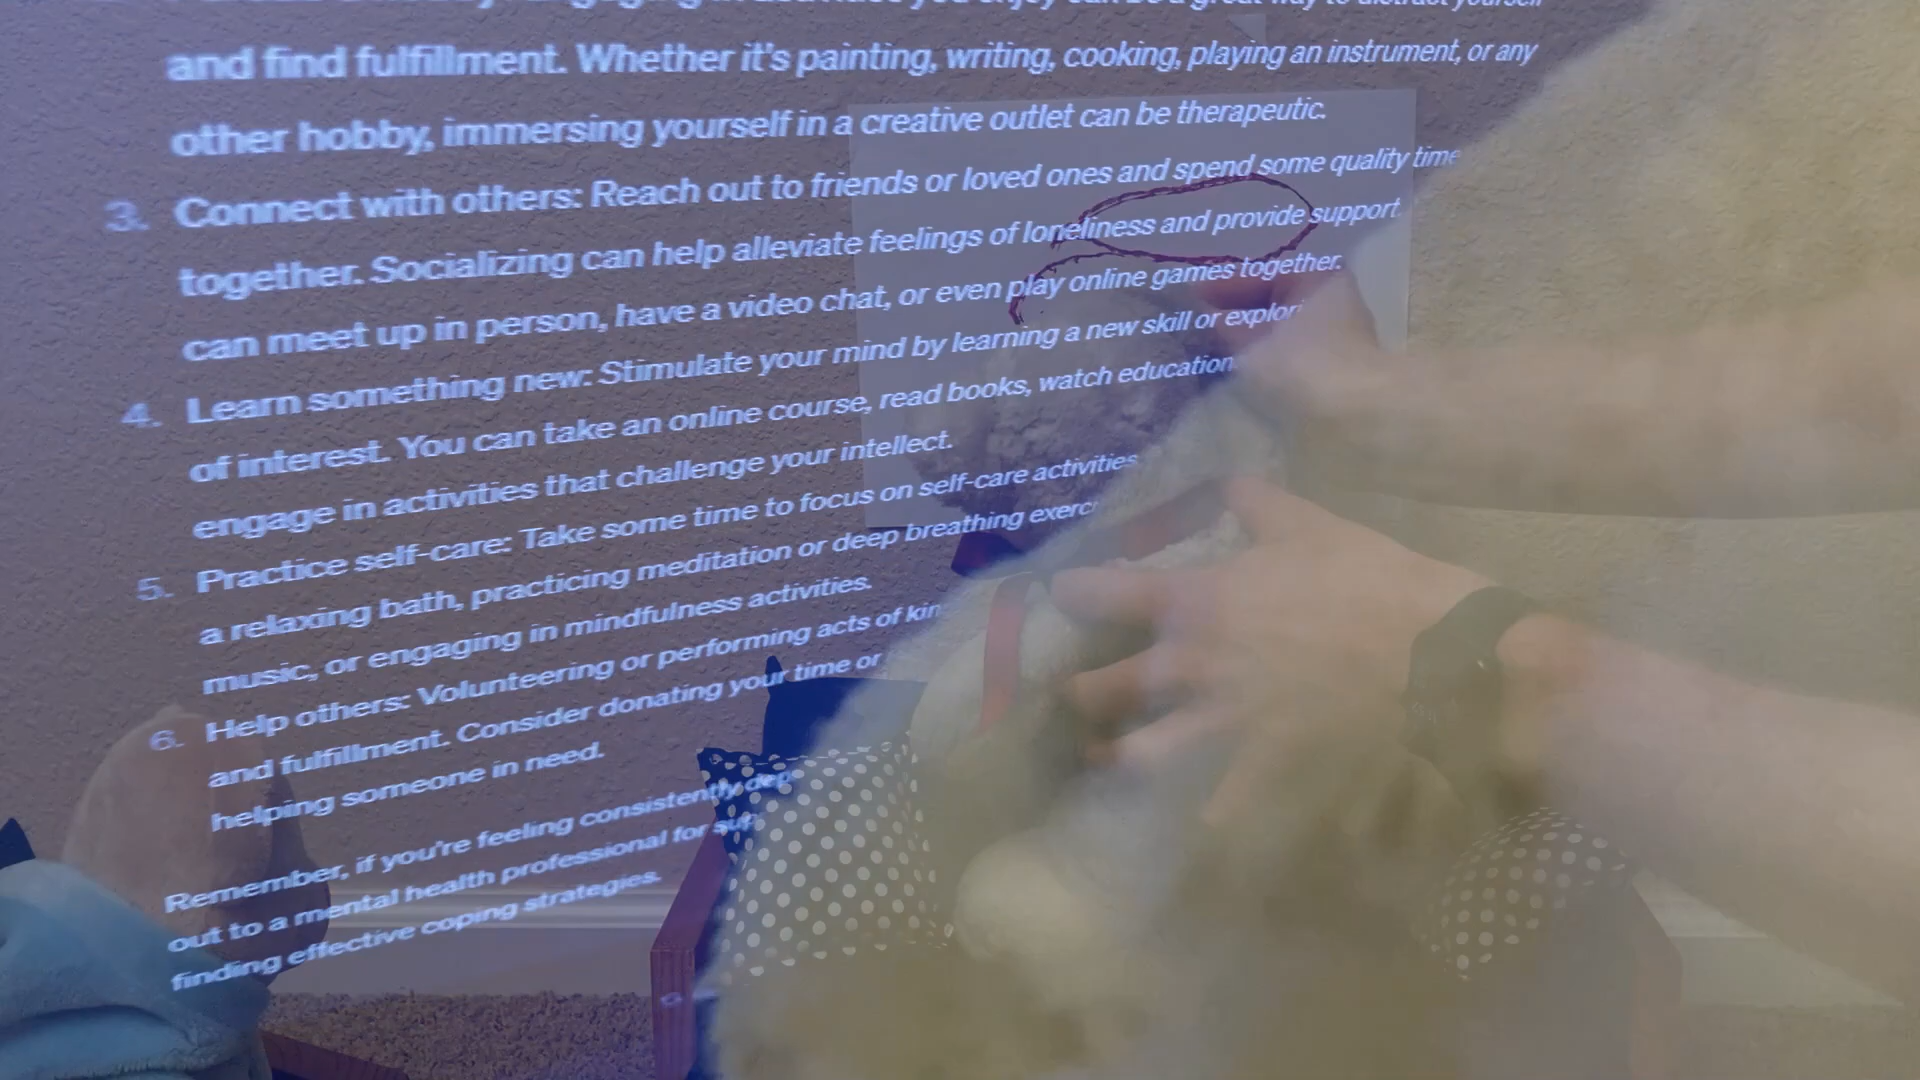 and find fulfillment. Whether it's painting, writing, cooking, playing an instrument, or any
other hobby, immersing yourself in a creative outlet can be therapeutic.
3. Connect with others: Reach out to friends or loved ones and spend some quality time
together. Socializing can help alleviate feelings of loneliness and provide support.
can meet up in person, have a video chat, or even play online games together.
4. Learn something new: Stimulate your mind by learning a new skill or explori
of interest. You can take an online course, read books, watch education
engage in activities that challenge your intellect.
5. Practice self-care: Take some time to focus on self-care activities
a relaxing bath, practicing meditation or deep breathing exerc
music, or engaging in mindfulness activities.
6. Help others: Volunteering or performing acts of kin
and fulfillment. Consider donating your time or
helping someone in need.
Remember, if you're feeling consistently dep
out to a mental health professional for sup
finding effective coping strategies.